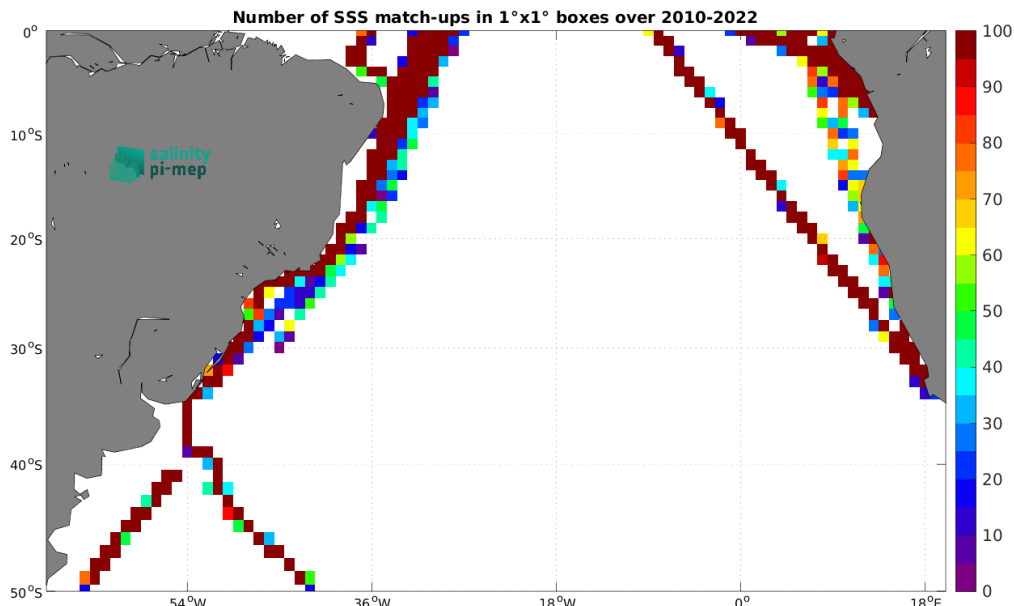 Number of SSS match-ups in 1°x1° boxes over 2010-2022
0°
10°S
20°S
30°S
40°S
50°S
salinity
pi-mep
54°W
36°W
18°W
0°
18°E
100
90
80
70
60
50
40
30
20
10
0